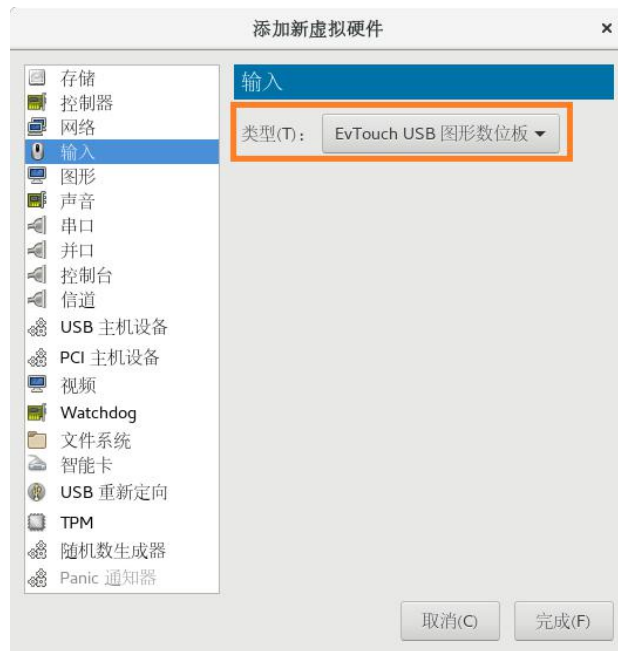 添加新虚拟硬件
存储
控制器
网络
输入
图形
声音
串口
并口
控制台
信道
USB 主机设备
PCI 主机设备
视频
Watchdog
文件系统
智能卡
USB 重新定向
TPM
随机数生成器
Panic 通知器
输入
类型(T)： EvTouch USB 图形数位板
取消(C) 完成(F)